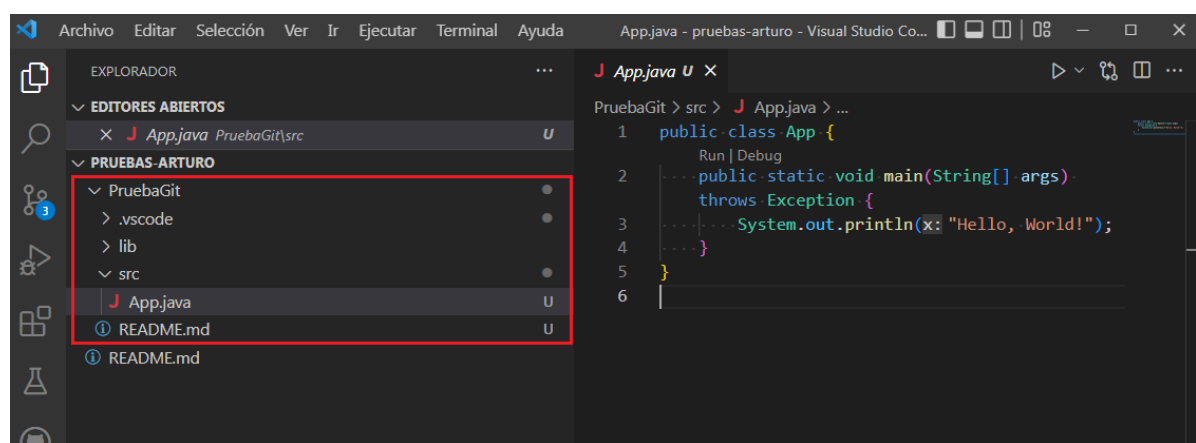 Archivo Editar Selección Ver Ir Ejecutar Terminal Ayuda App.java - pruebas-arturo - Visual Studio Co...
EXPLORADOR
EDITORES ABIERTOS
J App.java PruebaGit\src U
PRUEBAS-ARTURO
PruebaGit
.vscode
lib
src
J App.java U
README.md U
README.md
3
J App.java U
PruebaGit > src > J App.java > ...
1 public class App {
Run | Debug
2 public static void main(String[] args)
throws Exception {
3 System.out.println(x: "Hello, World!");
4 }
5 }
6